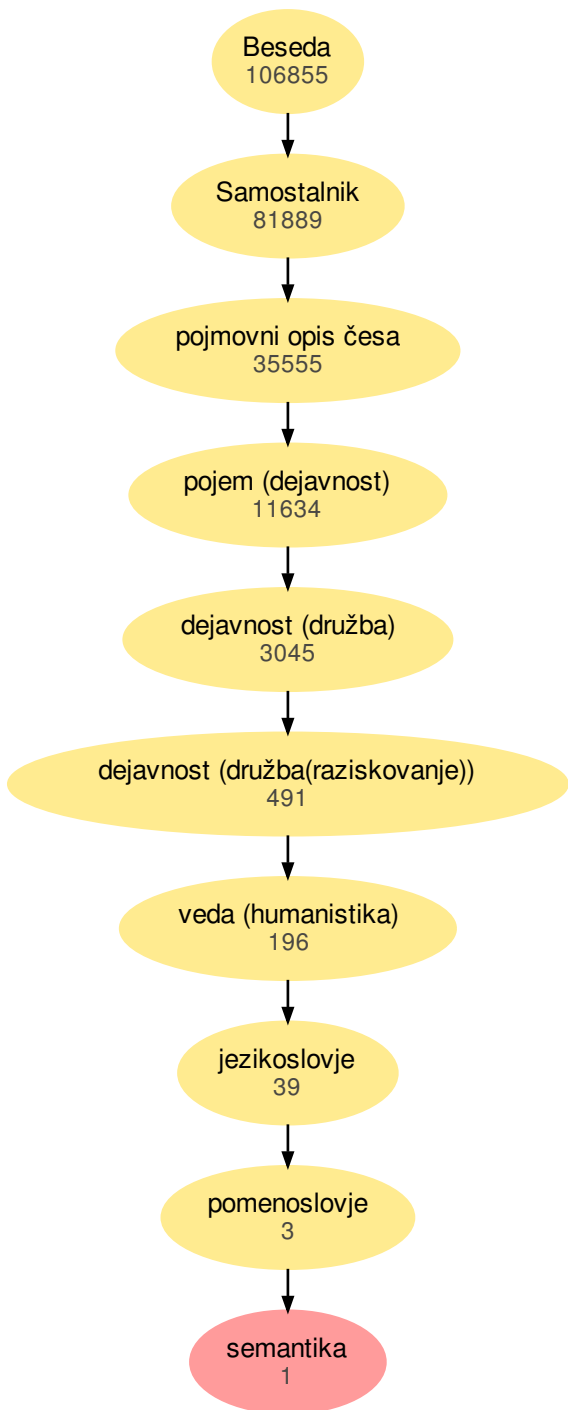 Beseda
106855
Samostalnik
81889
pojmovni opis česa
35555
pojem (dejavnost)
11634
dejavnost (družba)
3045
dejavnost (družba(raziskovanje))
491
veda (humanistika)
196
jezikoslovje
39
pomenoslovje
3
semantika
1